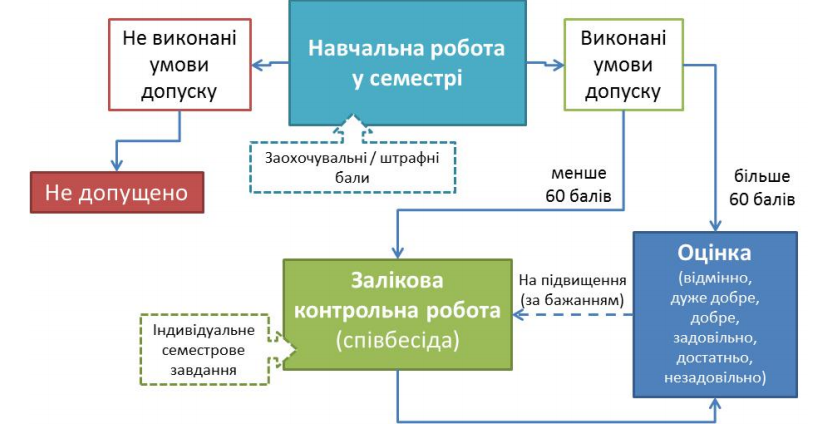 Не виконані
умови
допуску
Навчальна робота
у семестрі
Виконані
умови
допуску
Заохочувальні / штрафні
бали
Не допущено
менше
60 балів
більше
60 балів
Залікова
контрольна робота
(співбесіда)
На підвищення
(за бажанням)
Оцінка
(відмінно,
дуже добре,
добре,
задовільно,
достатньо,
незадовільно)
Індивідуальне
семестрове
завдання